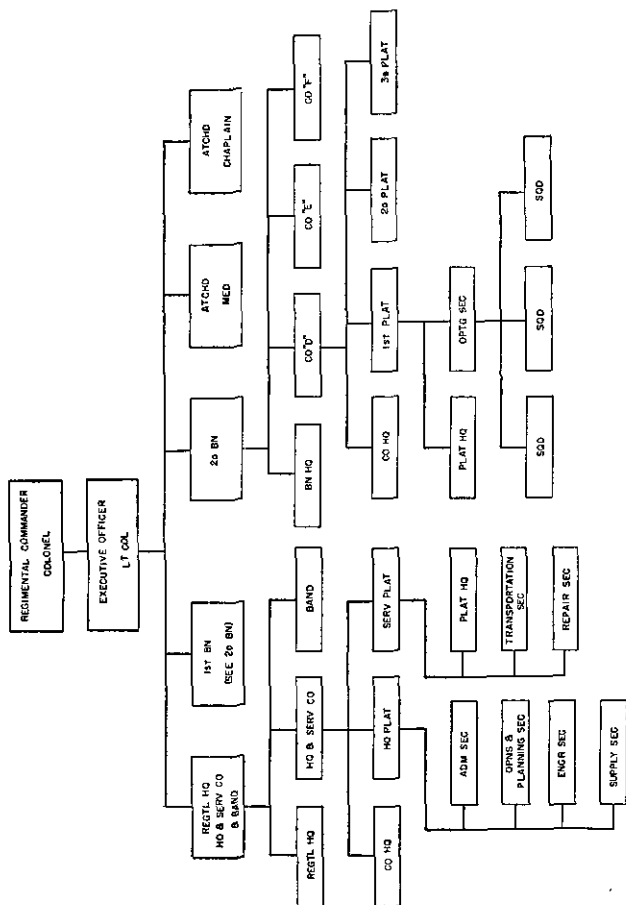 REGIMENTAL COMMANDER
COLONEL
EXECUTIVE OFFICER
LT COL
REGTL HQ
HQ & SERV CO
& BAND
1ST BN
(SEE 2D BN)
2D BN
ATCHD
MED
ATCHD
CHAPLAIN
REGTL HQ
HQ & SERV CO
BAND
BN HQ
CO "D"
CO "E"
CO "F"
CO HQ
HQ PLAT
SERV PLAT
CO HQ
1ST PLAT
2D PLAT
3D PLAT
ADM SEC
OPNS &
PLANNING SEC
ENGR SEC
SUPPLY SEC
PLAT HQ
TRANSPORTATION
SEC
REPAIR SEC
PLAT HQ
OPTG SEC
SQD
SQD
SQD